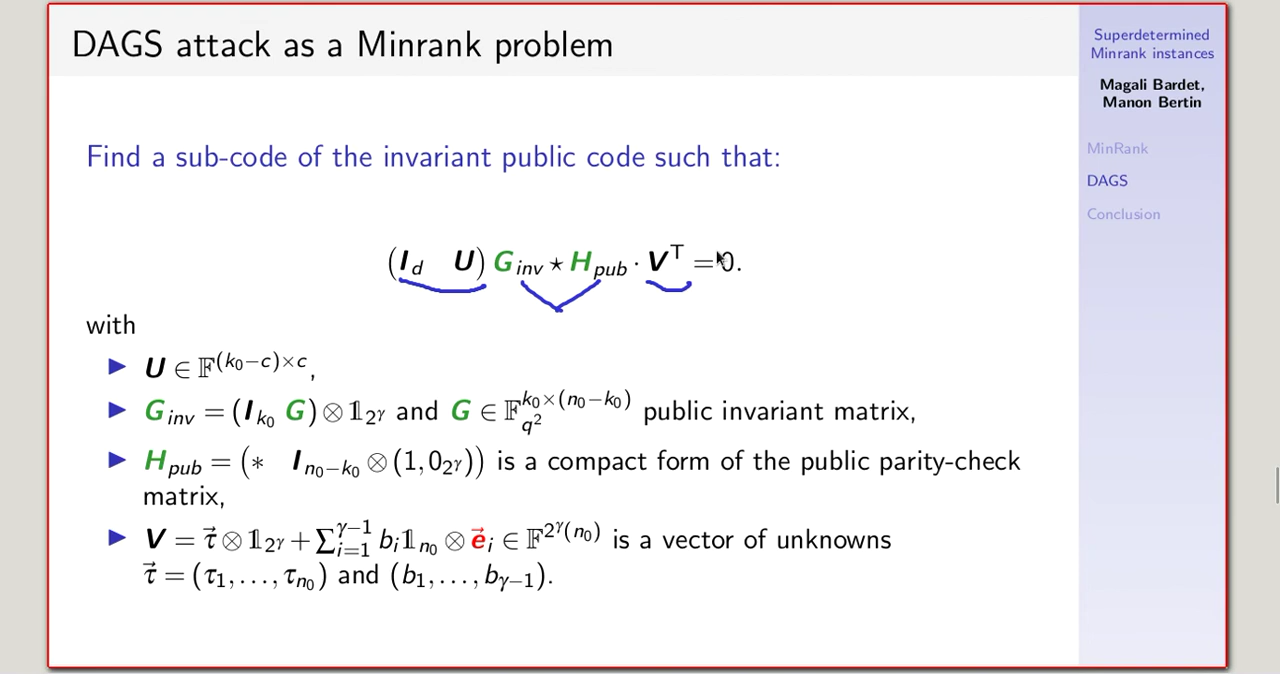 DAGS attack as a Minrank problem
Find a sub-code of the invariant public code such that:
(I_d U) G_inv ⋆ H_pub · V^T = 0.
with
▶ U ∈ 𝔽^{(k_0−c)×c},
▶ G_inv = (I_{k_0} G) ⊗ 𝟙_{2^γ} and G ∈ 𝔽_{q^2}^{k_0×(n_0−k_0)} public invariant matrix,
▶ H_pub = (∗ I_{n_0−k_0} ⊗ (1, 0_{2^γ})) is a compact form of the public parity-check
matrix,
▶ V = τ⃗ ⊗ 𝟙_{2^γ} + ∑_{i=1}^{γ−1} b_i 𝟙_{n_0} ⊗ e⃗_i ∈ 𝔽^{2^γ(n_0)} is a vector of unknowns
τ⃗ = (τ_1, …, τ_{n_0}) and (b_1, …, b_{γ−1}).
Superdetermined
Minrank instances
Magali Bardet,
Manon Bertin
MinRank
DAGS
Conclusion